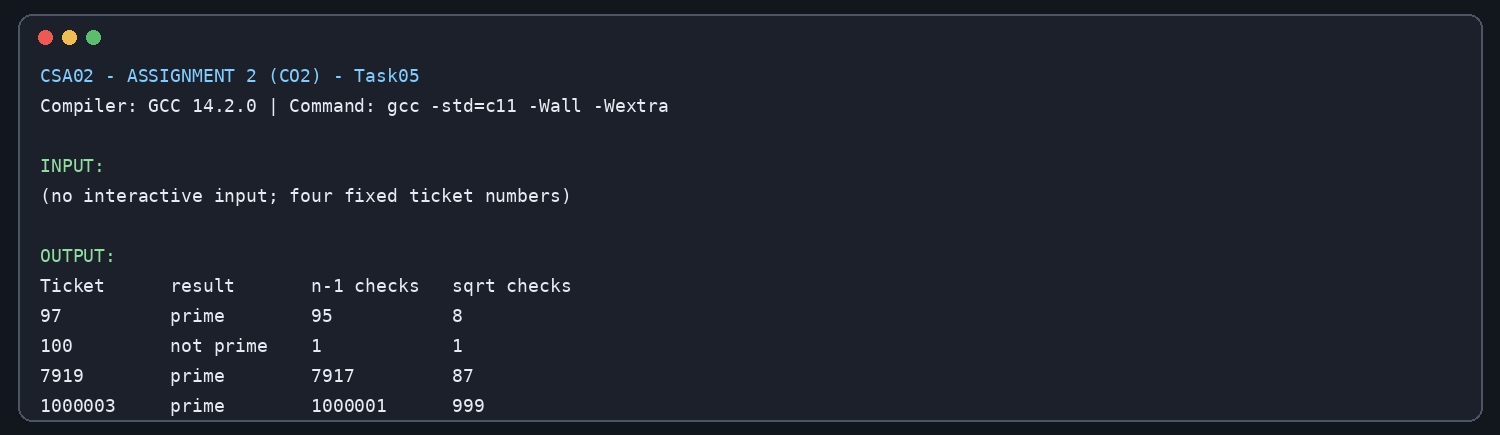 CSA02 - ASSIGNMENT 2 (CO2) - Task05
Compiler: GCC 14.2.0 | Command: gcc -std=c11 -Wall -Wextra
INPUT:
(no interactive input; four fixed ticket numbers)
OUTPUT:
Ticket      result       n-1 checks   sqrt checks
97          prime        95           8
100         not prime    1            1
7919        prime        7917         87
1000003     prime        1000001      999